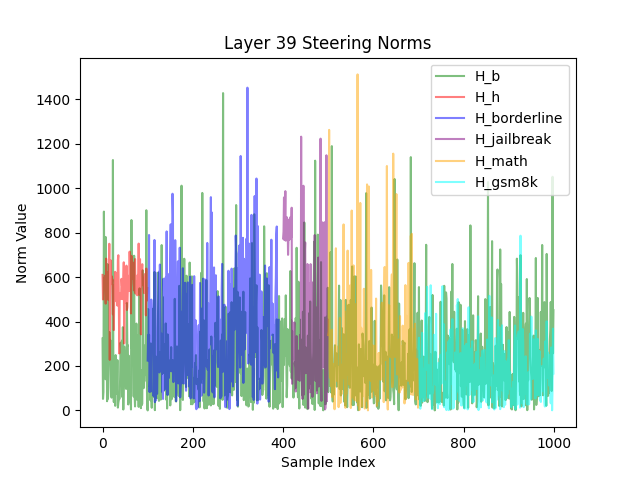 Layer 39 Steering Norms
Norm Value
1400
1200
1000
800
600
400
200
0
H_b
H_h
H_borderline
H_jailbreak
H_math
H_gsm8k
0 200 400 600 800 1000
Sample Index